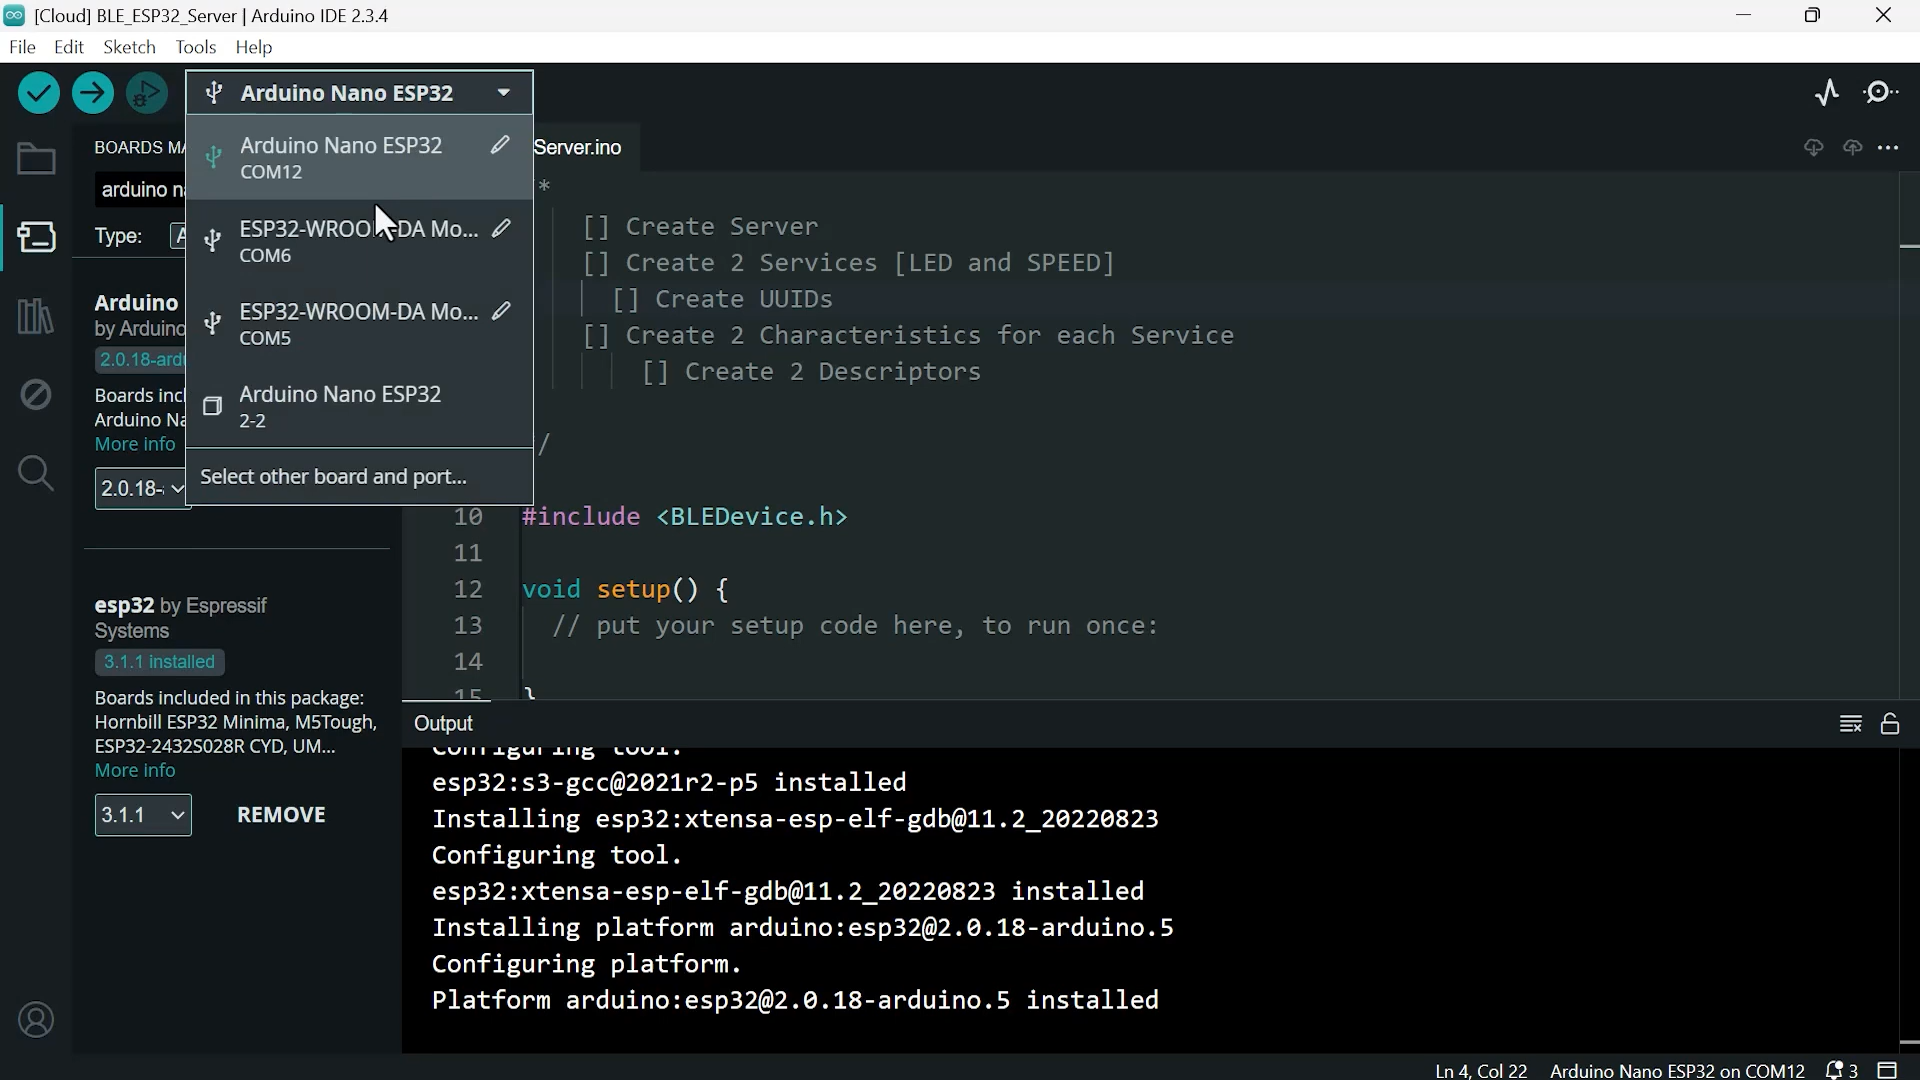 [Cloud] BLE_ESP32_Server | Arduino IDE 2.3.4
File Edit Sketch Tools Help
Arduino Nano ESP32
Arduino Nano ESP32
COM12
ESP32-WROOM-DA Mo...
COM6
ESP32-WROOM-DA Mo...
COM5
Arduino Nano ESP32
2-2
Select other board and port...
BOARDS MA
arduino na
Type: A
Arduino
by Arduino
2.0.18-ardu
Boards incl
Arduino Na
More info
2.0.18-
esp32 by Espressif
Systems
3.1.1 installed
Boards included in this package:
Hornbill ESP32 Minima, M5Tough,
ESP32-2432S028R CYD, UM...
More info
3.1.1 REMOVE
Server.ino
*
[] Create Server
[] Create 2 Services [LED and SPEED]
[] Create UUIDs
[] Create 2 Characteristics for each Service
[] Create 2 Descriptors
/
10 #include <BLEDevice.h>
11
12 void setup() {
13 // put your setup code here, to run once:
14
15 }
Output
Configuring tool.
esp32:s3-gcc@2021r2-p5 installed
Installing esp32:xtensa-esp-elf-gdb@11.2_20220823
Configuring tool.
esp32:xtensa-esp-elf-gdb@11.2_20220823 installed
Installing platform arduino:esp32@2.0.18-arduino.5
Configuring platform.
Platform arduino:esp32@2.0.18-arduino.5 installed
Ln 4, Col 22 Arduino Nano ESP32 on COM12 3